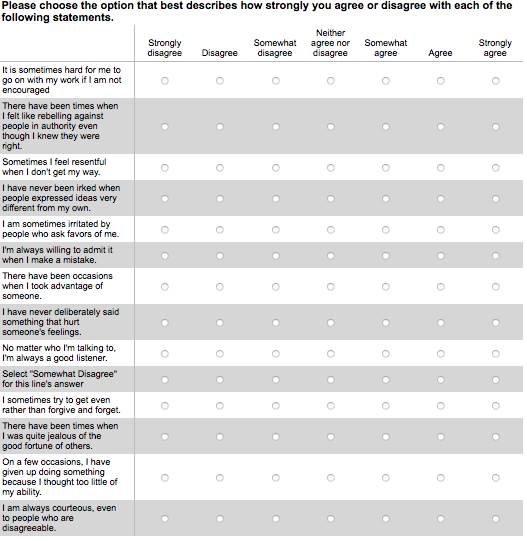 Please choose the option that best describes how strongly you agree or disagree with each of the
following statements.
Strongly
disagree
Disagree
Somewhat
disagree
Neither
agree nor
disagree
Somewhat
agree
Agree
Strongly
agree
It is sometimes hard for me to
go on with my work if I am not
encouraged
There have been times when
I felt like rebelling against
people in authority even
though I knew they were
right.
Sometimes I feel resentful
when I don't get my way.
I have never been irked when
people expressed ideas very
different from my own.
I am sometimes irritated by
people who ask favors of me.
I'm always willing to admit it
when I make a mistake.
There have been occasions
when I took advantage of
someone.
I have never deliberately said
something that hurt
someone's feelings.
No matter who I'm talking to,
I'm always a good listener.
Select "Somewhat Disagree"
for this line's answer
I sometimes try to get even
rather than forgive and forget.
There have been times when
I was quite jealous of the
good fortune of others.
On a few occasions, I have
given up doing something
because I thought too little of
my ability.
I am always courteous, even
to people who are
disagreeable.